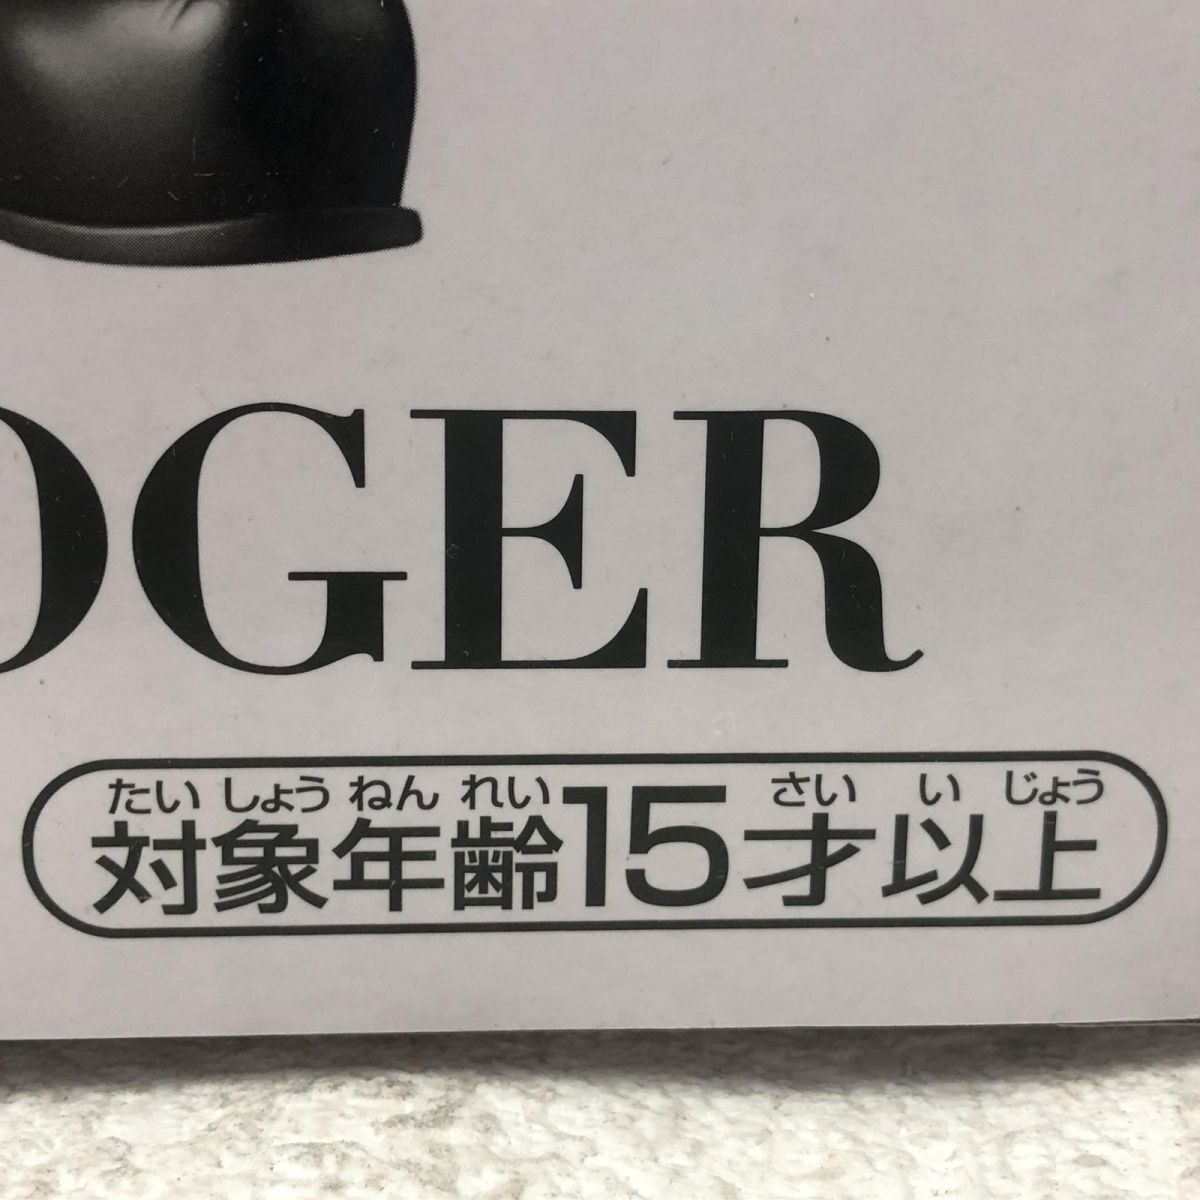 OGER
たい しょう ねん れい さい い じょう
対象年齢15才以上